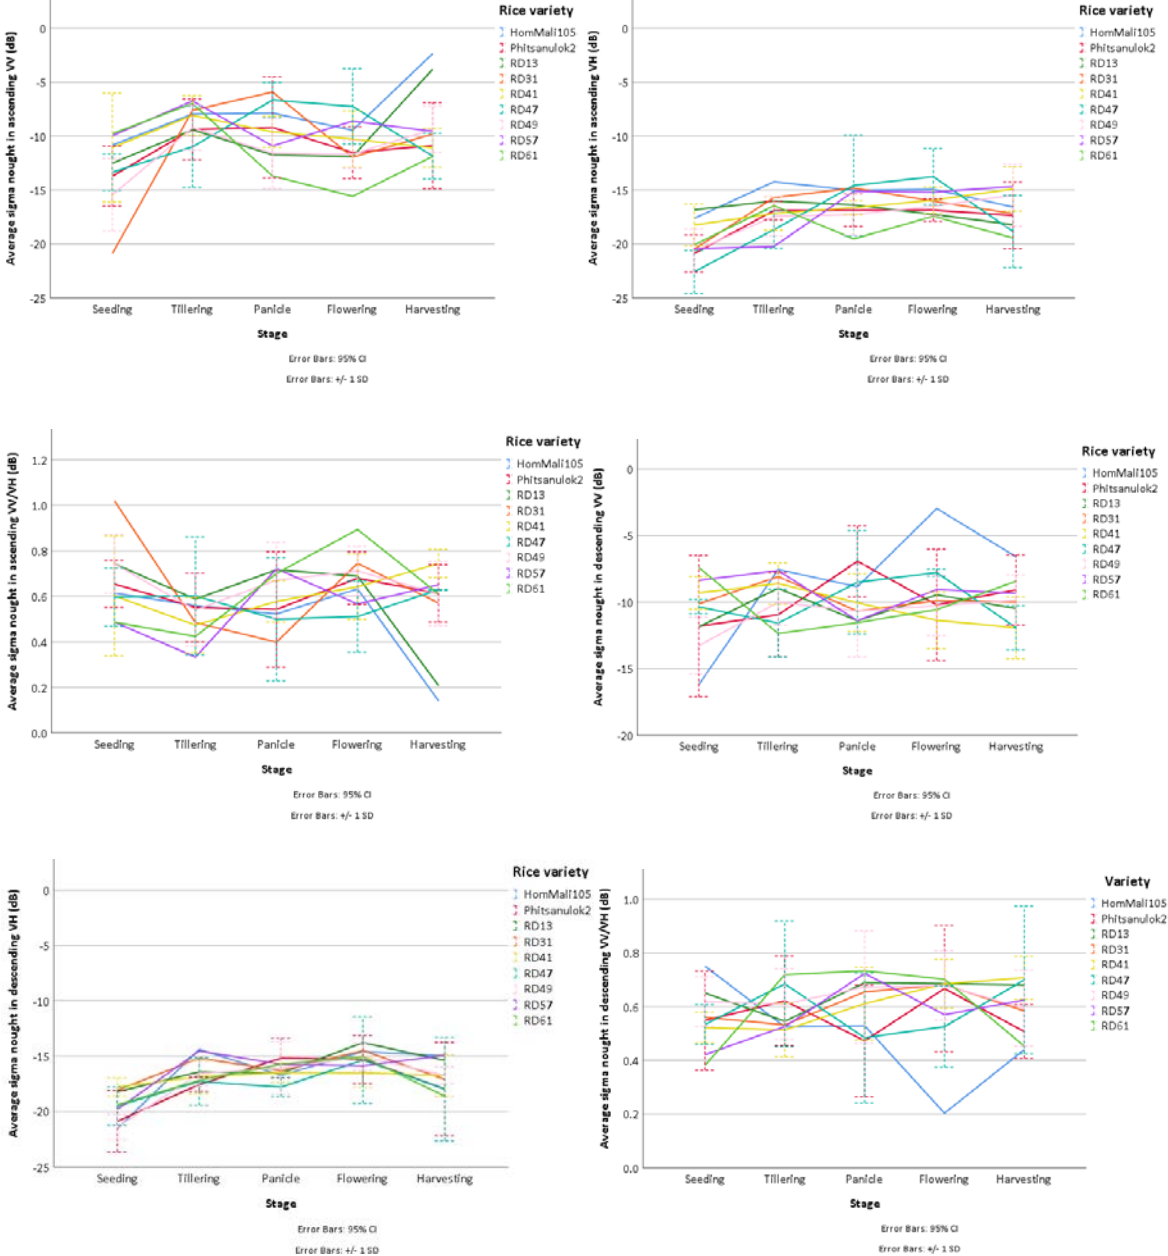 Average sigma nought in ascending VV (dB)
0
-5
-10
-15
-20
-25
Seeding Tillering Panicle Flowering Harvesting
Stage
Error Bars: 95% CI
Error Bars: +/- 1 SD
Rice variety
HomMali105
Phitsanulok2
RD13
RD31
RD41
RD47
RD49
RD57
RD61
Average sigma nought in ascending VH (dB)
0
-5
-10
-15
-20
-25
Seeding Tillering Panicle Flowering Harvesting
Stage
Error Bars: 95% CI
Error Bars: +/- 1 SD
Rice variety
HomMali105
Phitsanulok2
RD13
RD31
RD41
RD47
RD49
RD57
RD61
Average sigma nought in ascending VV/VH (dB)
1.2
1.0
0.8
0.6
0.4
0.2
0.0
Seeding Tillering Panicle Flowering Harvesting
Stage
Error Bars: 95% CI
Error Bars: +/- 1 SD
Rice variety
HomMali105
Phitsanulok2
RD13
RD31
RD41
RD47
RD49
RD57
RD61
Average sigma nought in descending VV (dB)
0
-5
-10
-15
-20
Seeding Tillering Panicle Flowering Harvesting
Stage
Error Bars: 95% CI
Error Bars: +/- 1 SD
Rice variety
HomMali105
Phitsanulok2
RD13
RD31
RD41
RD47
RD49
RD57
RD61
Average sigma nought in descending VH (dB)
0
-5
-10
-15
-20
-25
Seeding Tillering Panicle Flowering Harvesting
Stage
Error Bars: 95% CI
Error Bars: +/- 1 SD
Rice variety
HomMali105
Phitsanulok2
RD13
RD31
RD41
RD47
RD49
RD57
RD61
Average sigma nought in descending VV/VH (dB)
1.0
0.8
0.6
0.4
0.2
0.0
Seeding Tillering Panicle Flowering Harvesting
Stage
Error Bars: 95% CI
Error Bars: +/- 1 SD
Variety
HomMali105
Phitsanulok2
RD13
RD31
RD41
RD47
RD49
RD57
RD61